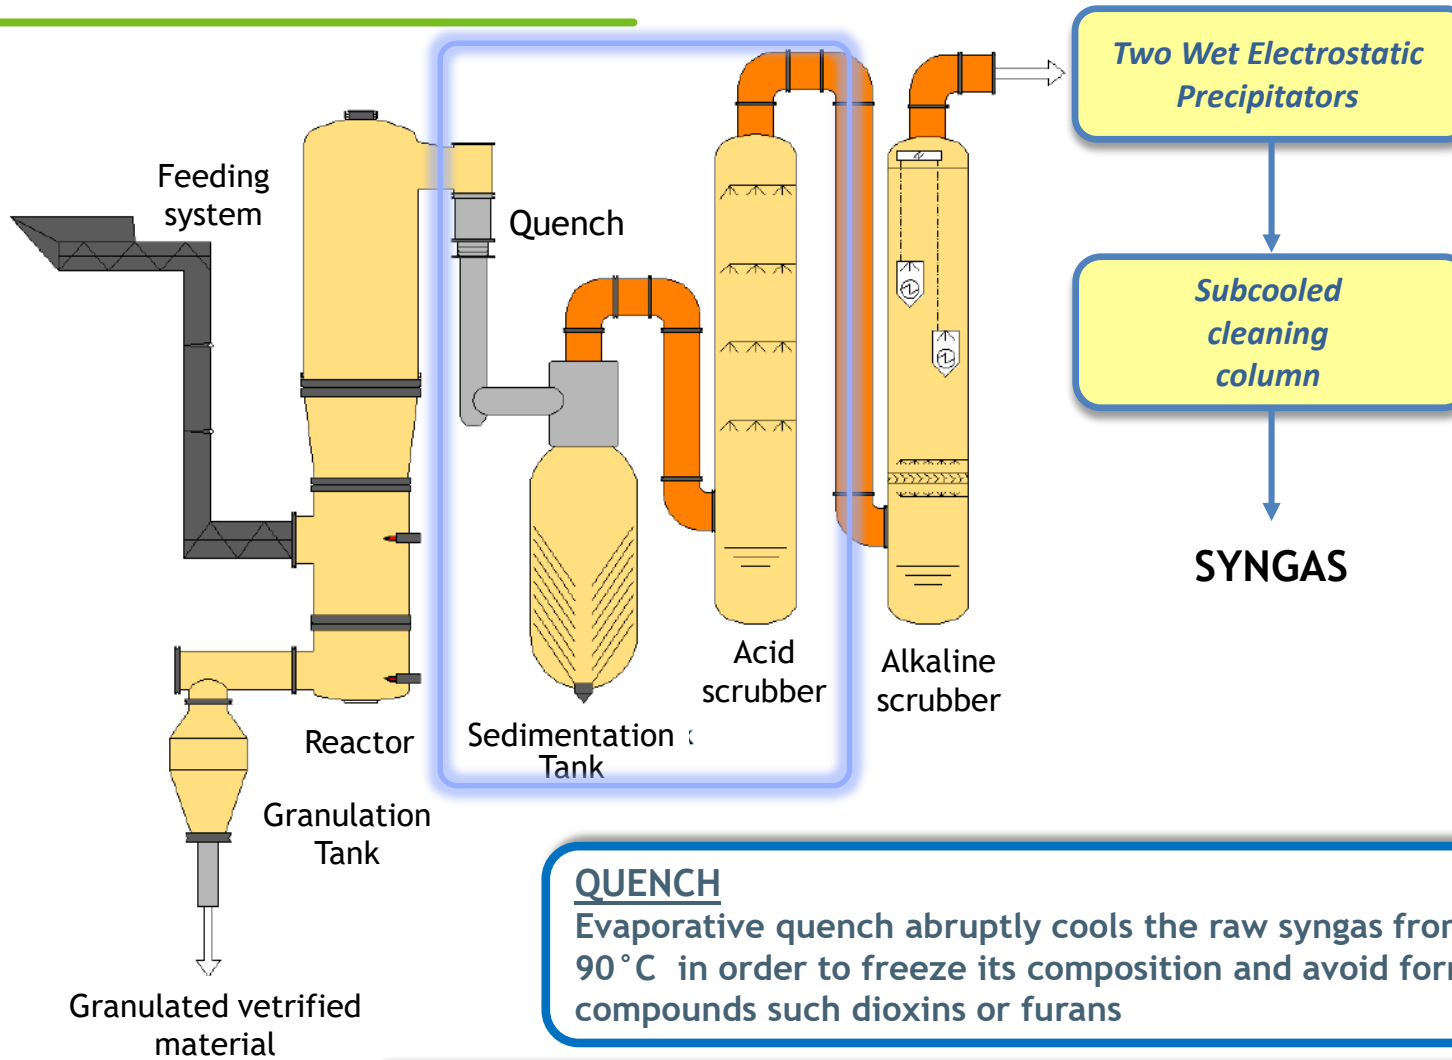 Two Wet Electrostatic
Precipitators
Feeding
system
Quench
Subcooled
cleaning
column
SYNGAS
Acid
scrubber
Alkaline
scrubber
Reactor
Sedimentation
Tank
Granulation
Tank
QUENCH
Evaporative quench abruptly cools the raw syngas from
90°C in order to freeze its composition and avoid
compounds such dioxins or furans
Granulated vetrified
material